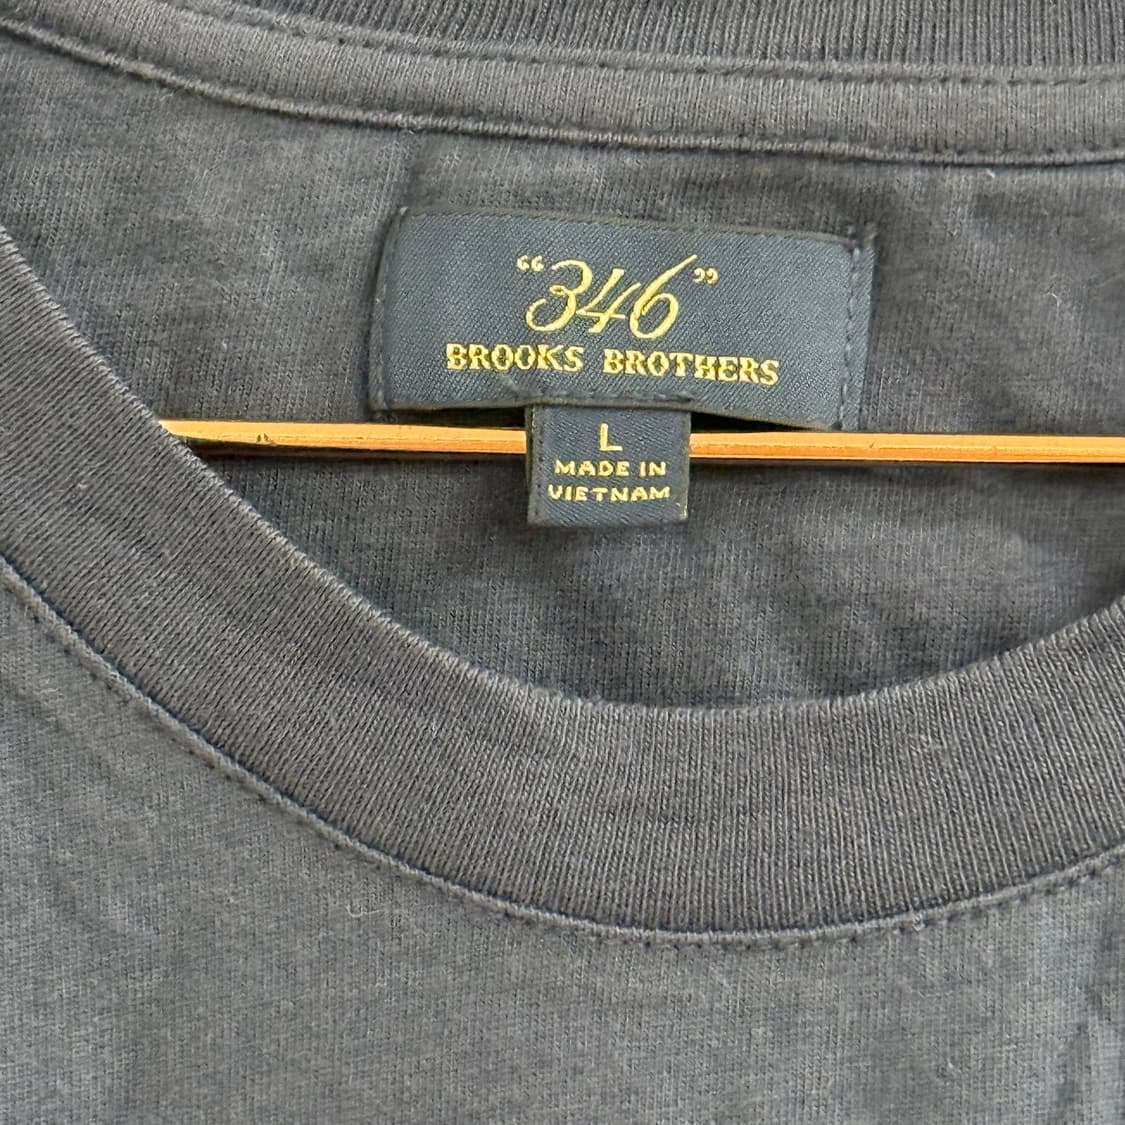 “346”
BROOKS BROTHERS
L
MADE IN
VIETNAM